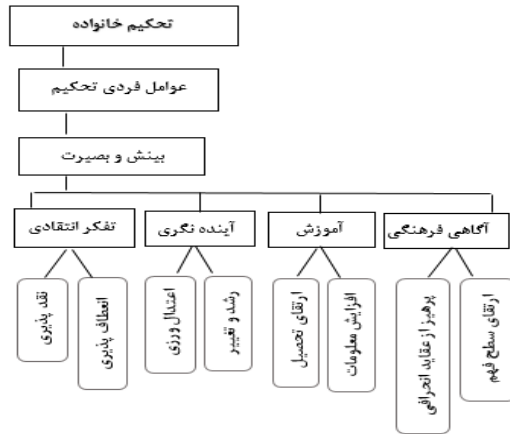 تحکیم خانواده
عوامل فردی تحکیم
بینش و بصیرت
آگاهی فرهنگی
آموزش
آینده نگری
تفکر انتقادی
ارتقای سطح فهم
پرهیز از عقاید انحرافی
افزایش معلومات
ارتقای تحصیل
رشد و تغییر
اعتدال ورزی
انعطاف پذیری
نقد پذیری